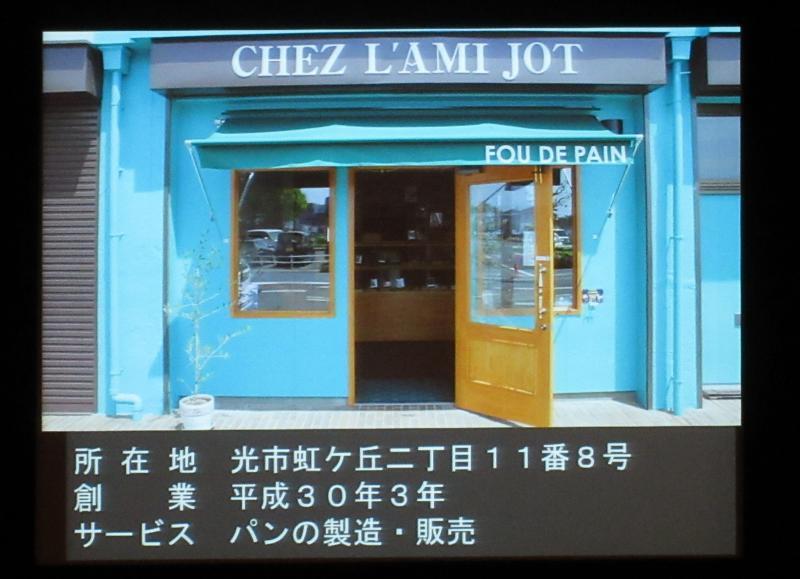 CHEZ L'AMI JOT
FOU DE PAIN
所在地 光市虹ケ丘二丁目１１番８号
創業 平成３０年３年
サービス パンの製造・販売